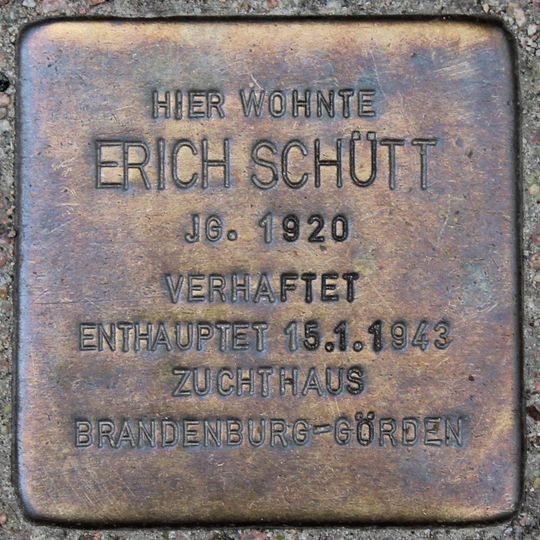 HIER WOHNTE
ERICH SCHÜTT
JG. 1920
VERHAFTET
ENTHAUPTET 15.1.1943
ZUCHTHAUS
BRANDENBURG-GÖRDEN